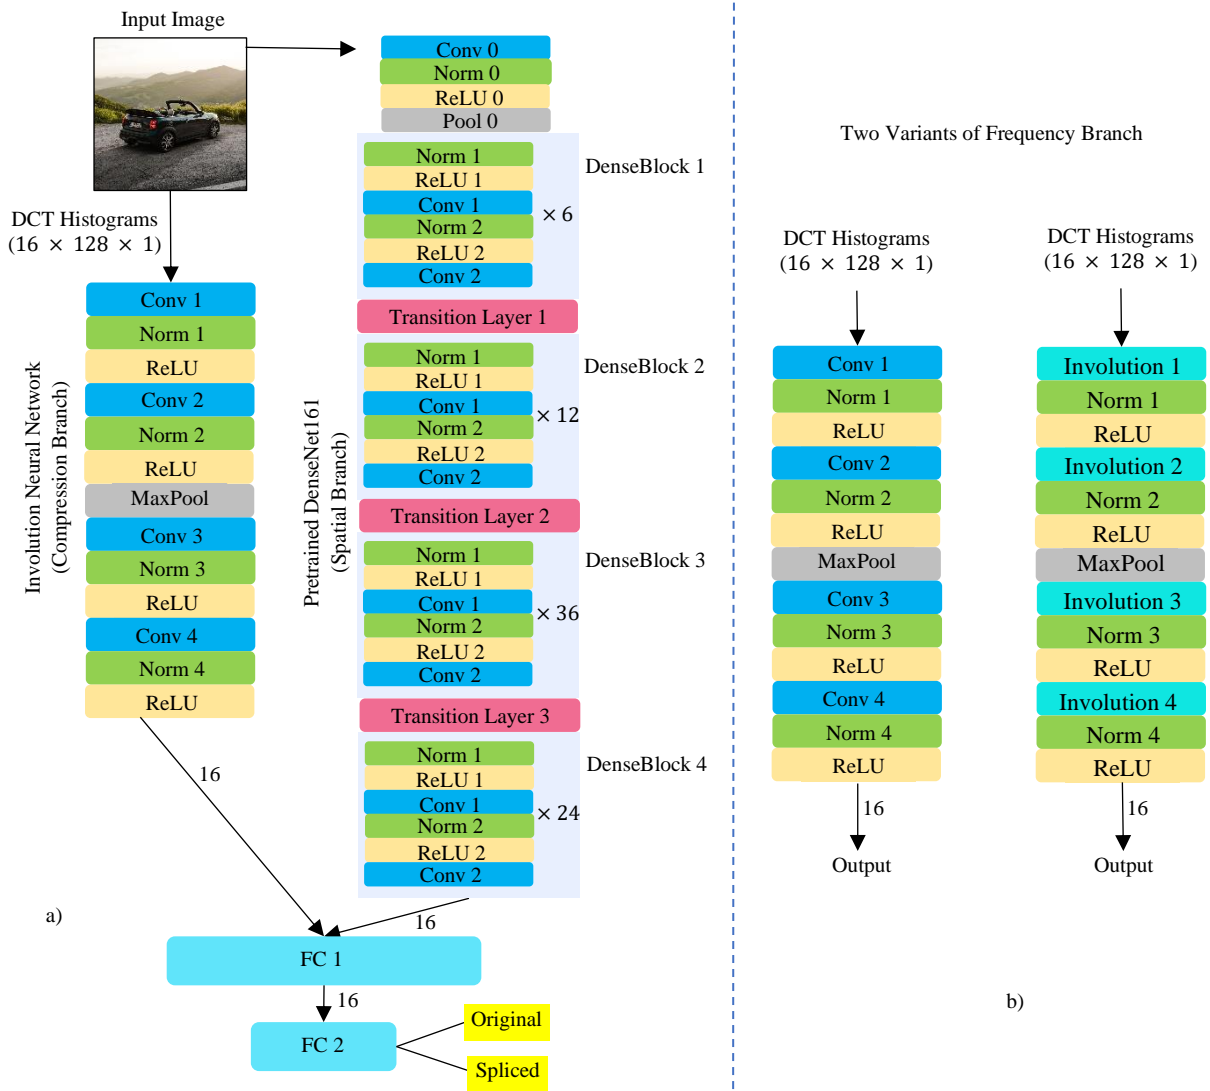 Input Image
DCT Histograms
(16 × 128 × 1)
Involution Neural Network
(Compression Branch)
Conv 1
Norm 1
ReLU
Conv 2
Norm 2
ReLU
MaxPool
Conv 3
Norm 3
ReLU
Conv 4
Norm 4
ReLU
16
Pretrained DenseNet161
(Spatial Branch)
Conv 0
Norm 0
ReLU 0
Pool 0
DenseBlock 1
Norm 1
ReLU 1
Conv 1
Norm 2
ReLU 2
Conv 2
× 6
Transition Layer 1
DenseBlock 2
Norm 1
ReLU 1
Conv 1
Norm 2
ReLU 2
Conv 2
× 12
Transition Layer 2
DenseBlock 3
Norm 1
ReLU 1
Conv 1
Norm 2
ReLU 2
Conv 2
× 36
Transition Layer 3
DenseBlock 4
Norm 1
ReLU 1
Conv 1
Norm 2
ReLU 2
Conv 2
× 24
16
a)
FC 1
16
FC 2
Original
Spliced
Two Variants of Frequency Branch
DCT Histograms
(16 × 128 × 1)
Conv 1
Norm 1
ReLU
Conv 2
Norm 2
ReLU
MaxPool
Conv 3
Norm 3
ReLU
Conv 4
Norm 4
ReLU
16
Output
DCT Histograms
(16 × 128 × 1)
Involution 1
Norm 1
ReLU
Involution 2
Norm 2
ReLU
MaxPool
Involution 3
Norm 3
ReLU
Involution 4
Norm 4
ReLU
16
Output
b)